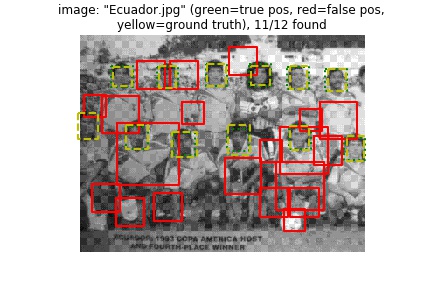 image: "Ecuador.jpg" (green=true pos, red=false pos,
yellow=ground truth), 11/12 found
ECUADOR: 1993 COPA AMERICA HOST
AND FOURTH-PLACE WINNER